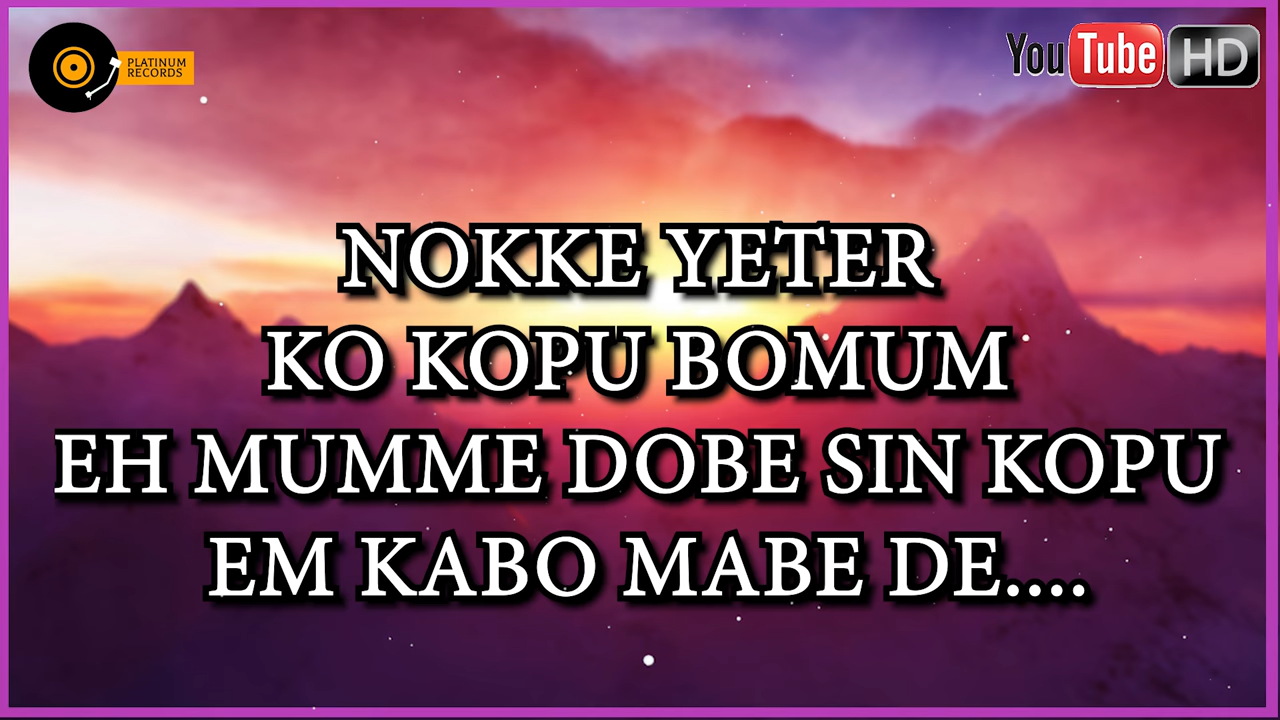 PLATINUM
RECORDS
YouTube HD
NOKKE YETER
KO KOPU BOMUM
EH MUMME DOBE SIN KOPU
EM KABO MABE DE....